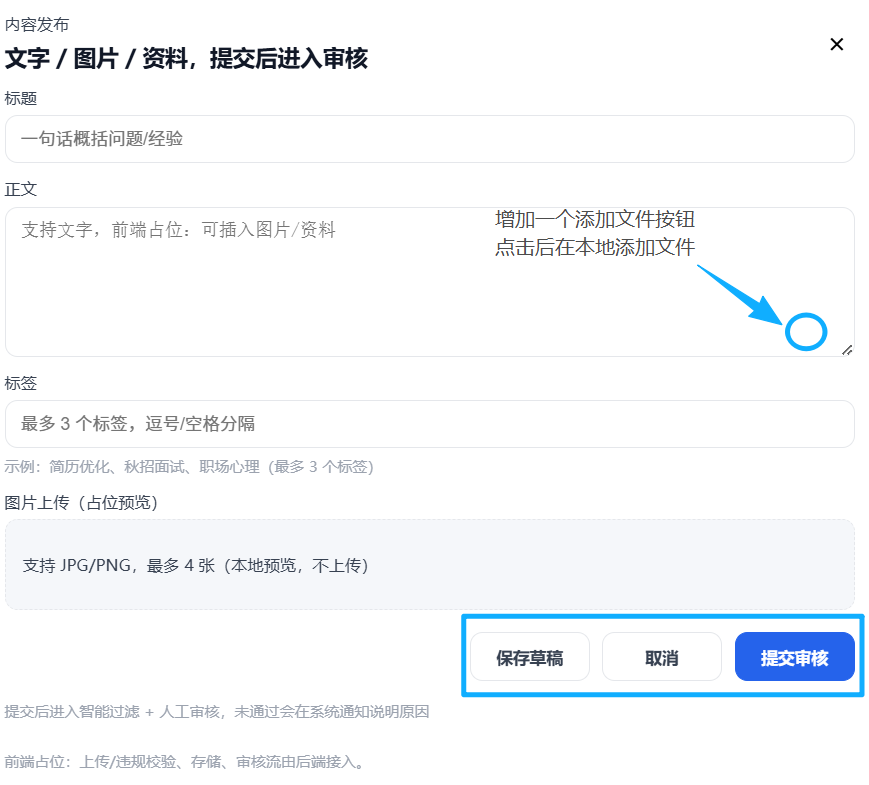 内容发布
文字 / 图片 / 资料，提交后进入审核
标题
一句话概括问题/经验
正文
支持文字，前端占位：可插入图片/资料
增加一个添加文件按钮
点击后在本地添加文件
标签
最多 3 个标签，逗号/空格分隔
示例：简历优化、秋招面试、职场心理（最多 3 个标签）
图片上传（占位预览）
支持 JPG/PNG，最多 4 张（本地预览，不上传）
保存草稿 取消 提交审核
提交后进入智能过滤 + 人工审核，未通过会在系统通知说明原因
前端占位：上传/违规校验、存储、审核流由后端接入。